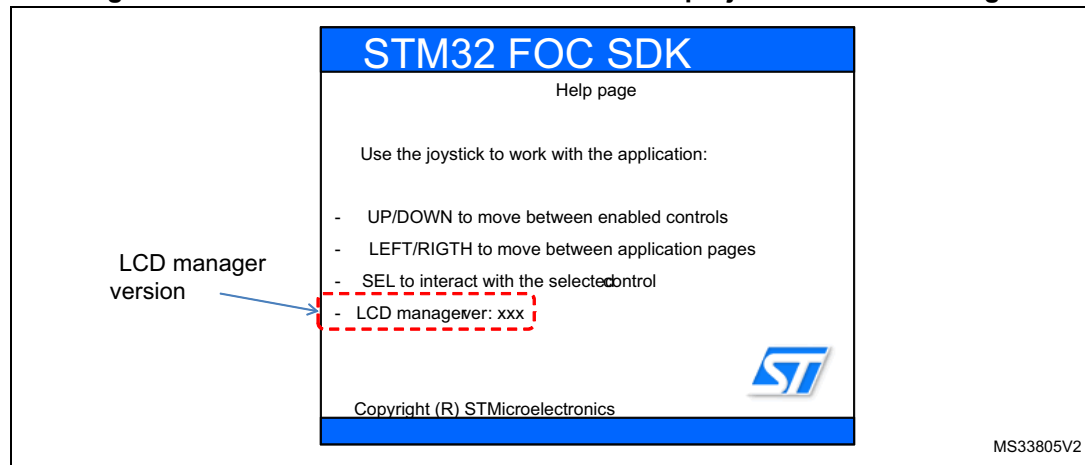 STM32 FOC SDK
Help page
Use the joystick to work with the application:
- UP/DOWN to move between enabled controls
- LEFT/RIGTH to move between application pages
- SEL to interact with the selected control
- LCD manager ver: xxx
LCD manager
version
ST
Copyright (R) STMicroelectronics
MS33805V2